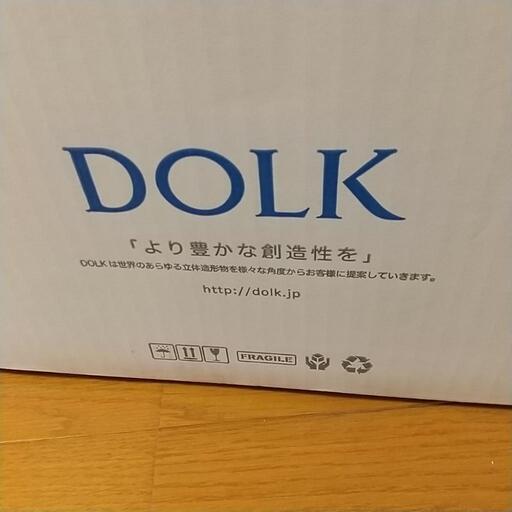 DOLK
「より豊かな創造性を」
DOLKは世界のあらゆる立体造形物を様々な角度からお客様に提案していきます。
http://dolk.jp
FRAGILE